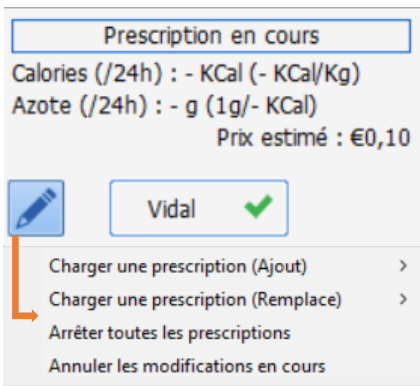 Prescription en cours
Calories (/24h) : - KCal (- KCal/Kg)
Azote (/24h) : - g (1g/- KCal)
Prix estimé : €0,10
Vidal
Charger une prescription (Ajout)
Charger une prescription (Remplace)
Arrêter toutes les prescriptions
Annuler les modifications en cours